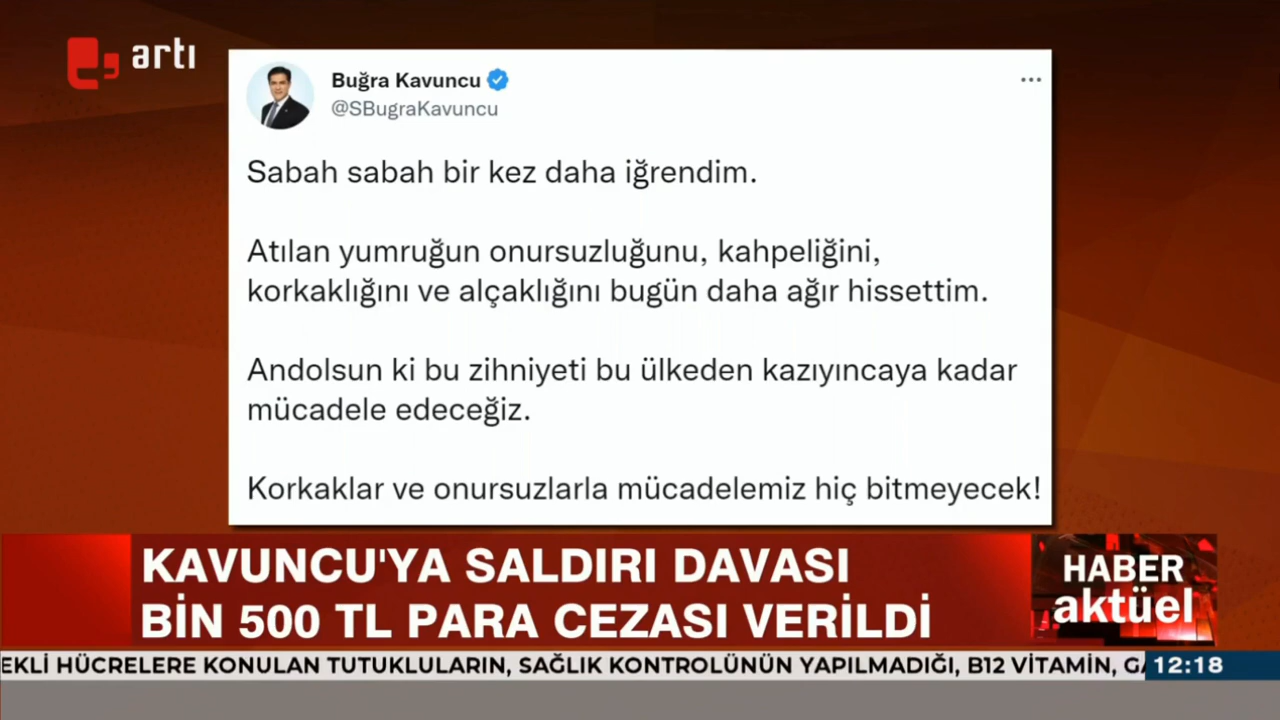 artı
Buğra Kavuncu
@SBugraKavuncu
Sabah sabah bir kez daha iğrendim.
Atılan yumruğun onursuzluğunu, kahpeliğini,
korkaklığını ve alçaklığını bugün daha ağır hissettim.
Andolsun ki bu zihniyeti bu ülkeden kazıyıncaya kadar
mücadele edeceğiz.
Korkaklar ve onursuzlarla mücadelemiz hiç bitmeyecek!
KAVUNCU'YA SALDIRI DAVASI
BİN 500 TL PARA CEZASI VERİLDİ
HABER
aktüel
EKLİ HÜCRELERE KONULAN TUTUKLULARIN, SAĞLIK KONTROLÜNÜN YAPILMADIĞI, B12 VİTAMİN, 12:18